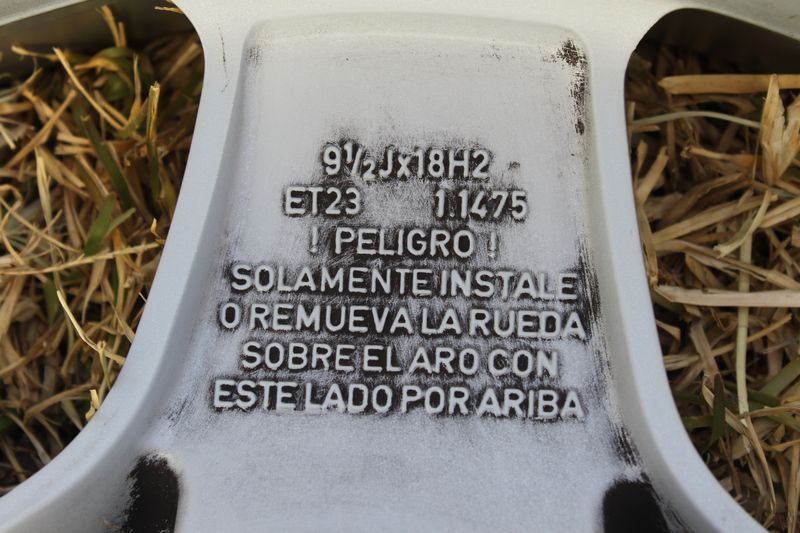 9½Jx18H2
ET23 1.1475
! PELIGRO !
SOLAMENTE INSTALE
O REMUEVA LA RUEDA
SOBRE EL ARO CON
ESTE LADO POR ARIBA